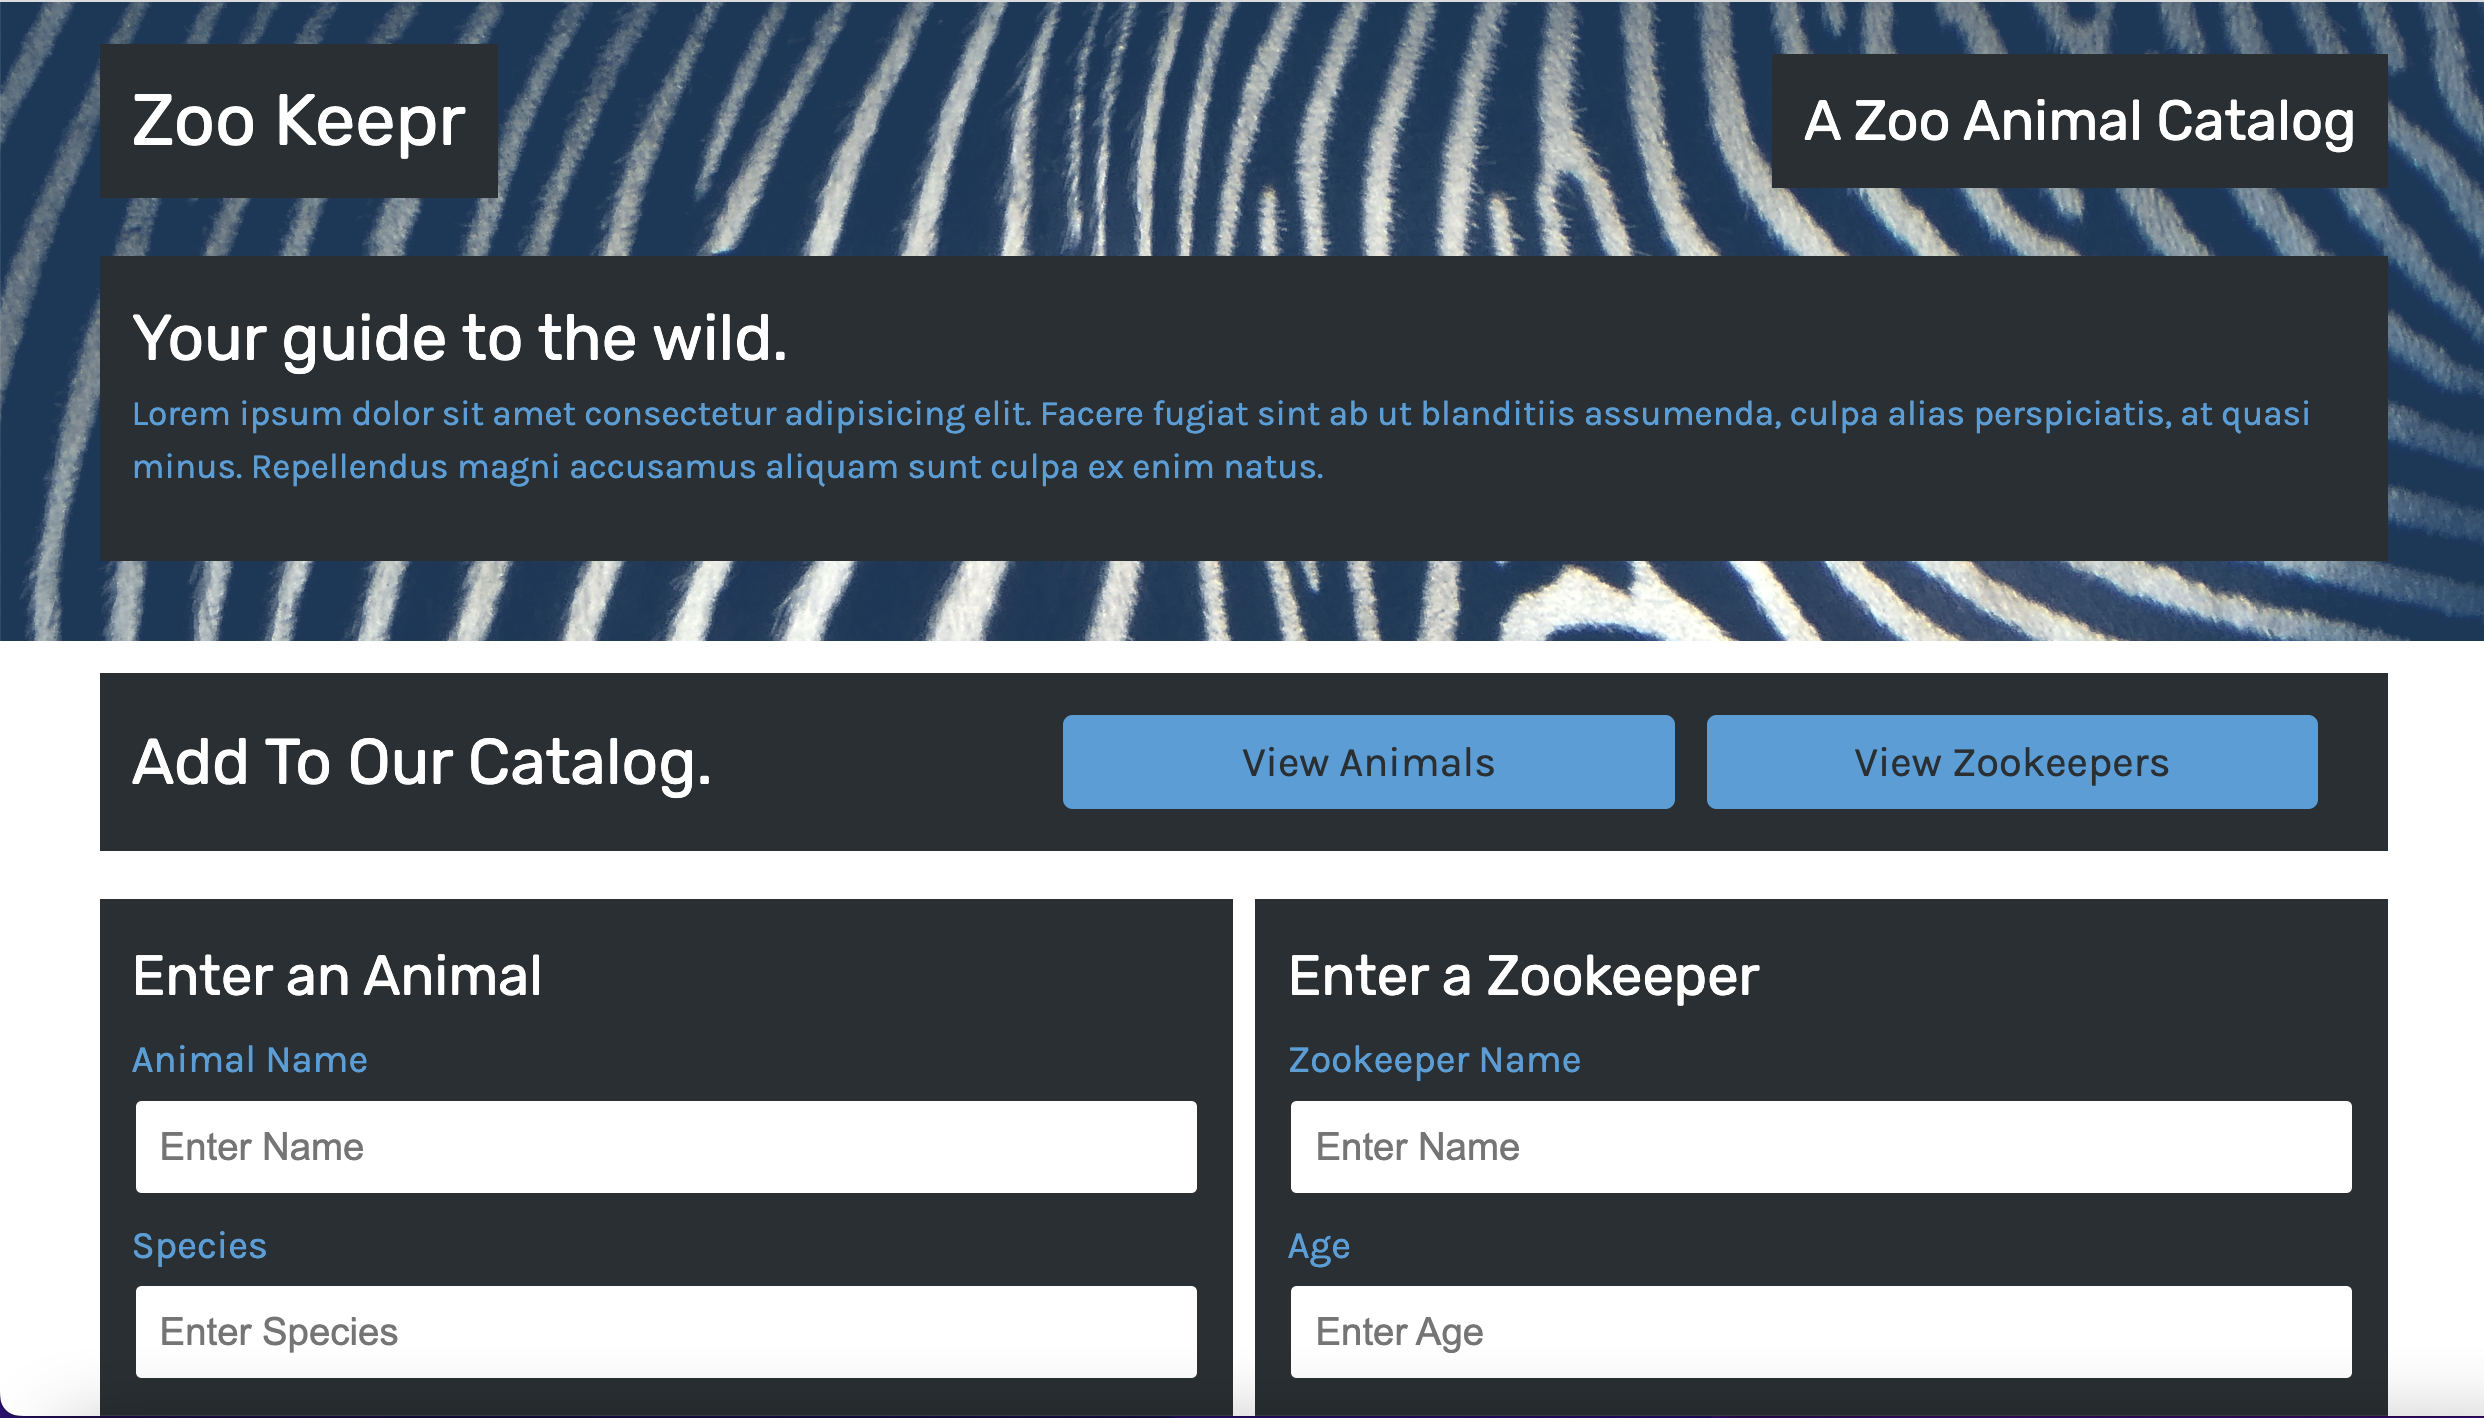 Zoo Keepr
A Zoo Animal Catalog
Your guide to the wild.
Lorem ipsum dolor sit amet consectetur adipisicing elit. Facere fugiat sint ab ut blanditiis assumenda, culpa alias perspiciatis, at quasi
minus. Repellendus magni accusamus aliquam sunt culpa ex enim natus.
Add To Our Catalog.
View Animals
View Zookeepers
Enter an Animal
Animal Name
Enter Name
Species
Enter Species
Enter a Zookeeper
Zookeeper Name
Enter Name
Age
Enter Age